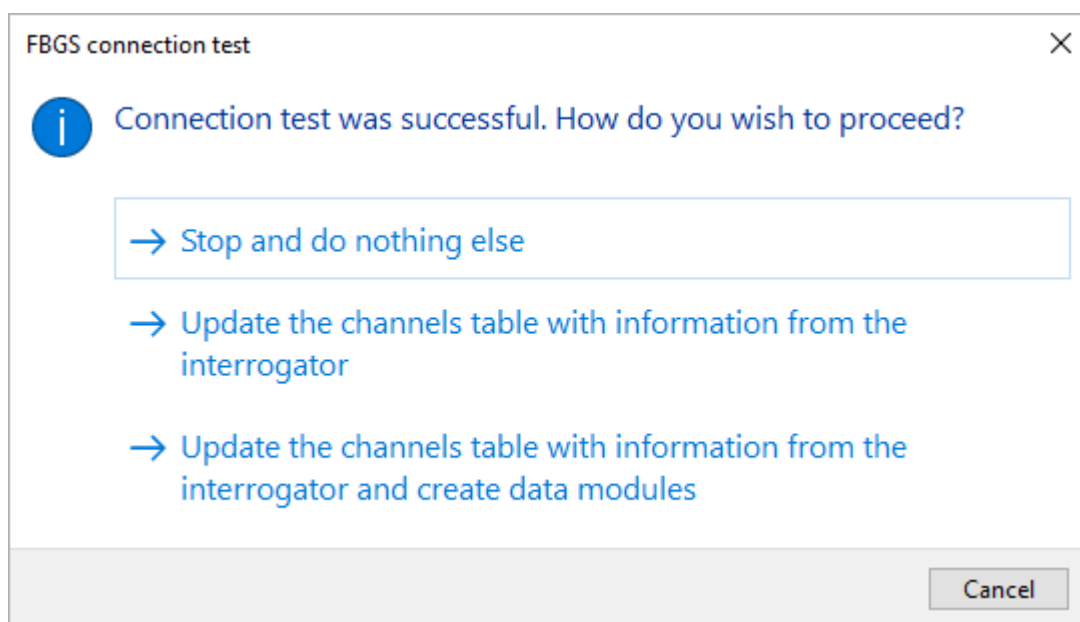 FBGS connection test
Connection test was successful. How do you wish to proceed?
Stop and do nothing else
Update the channels table with information from the
interrogator
Update the channels table with information from the
interrogator and create data modules
Cancel